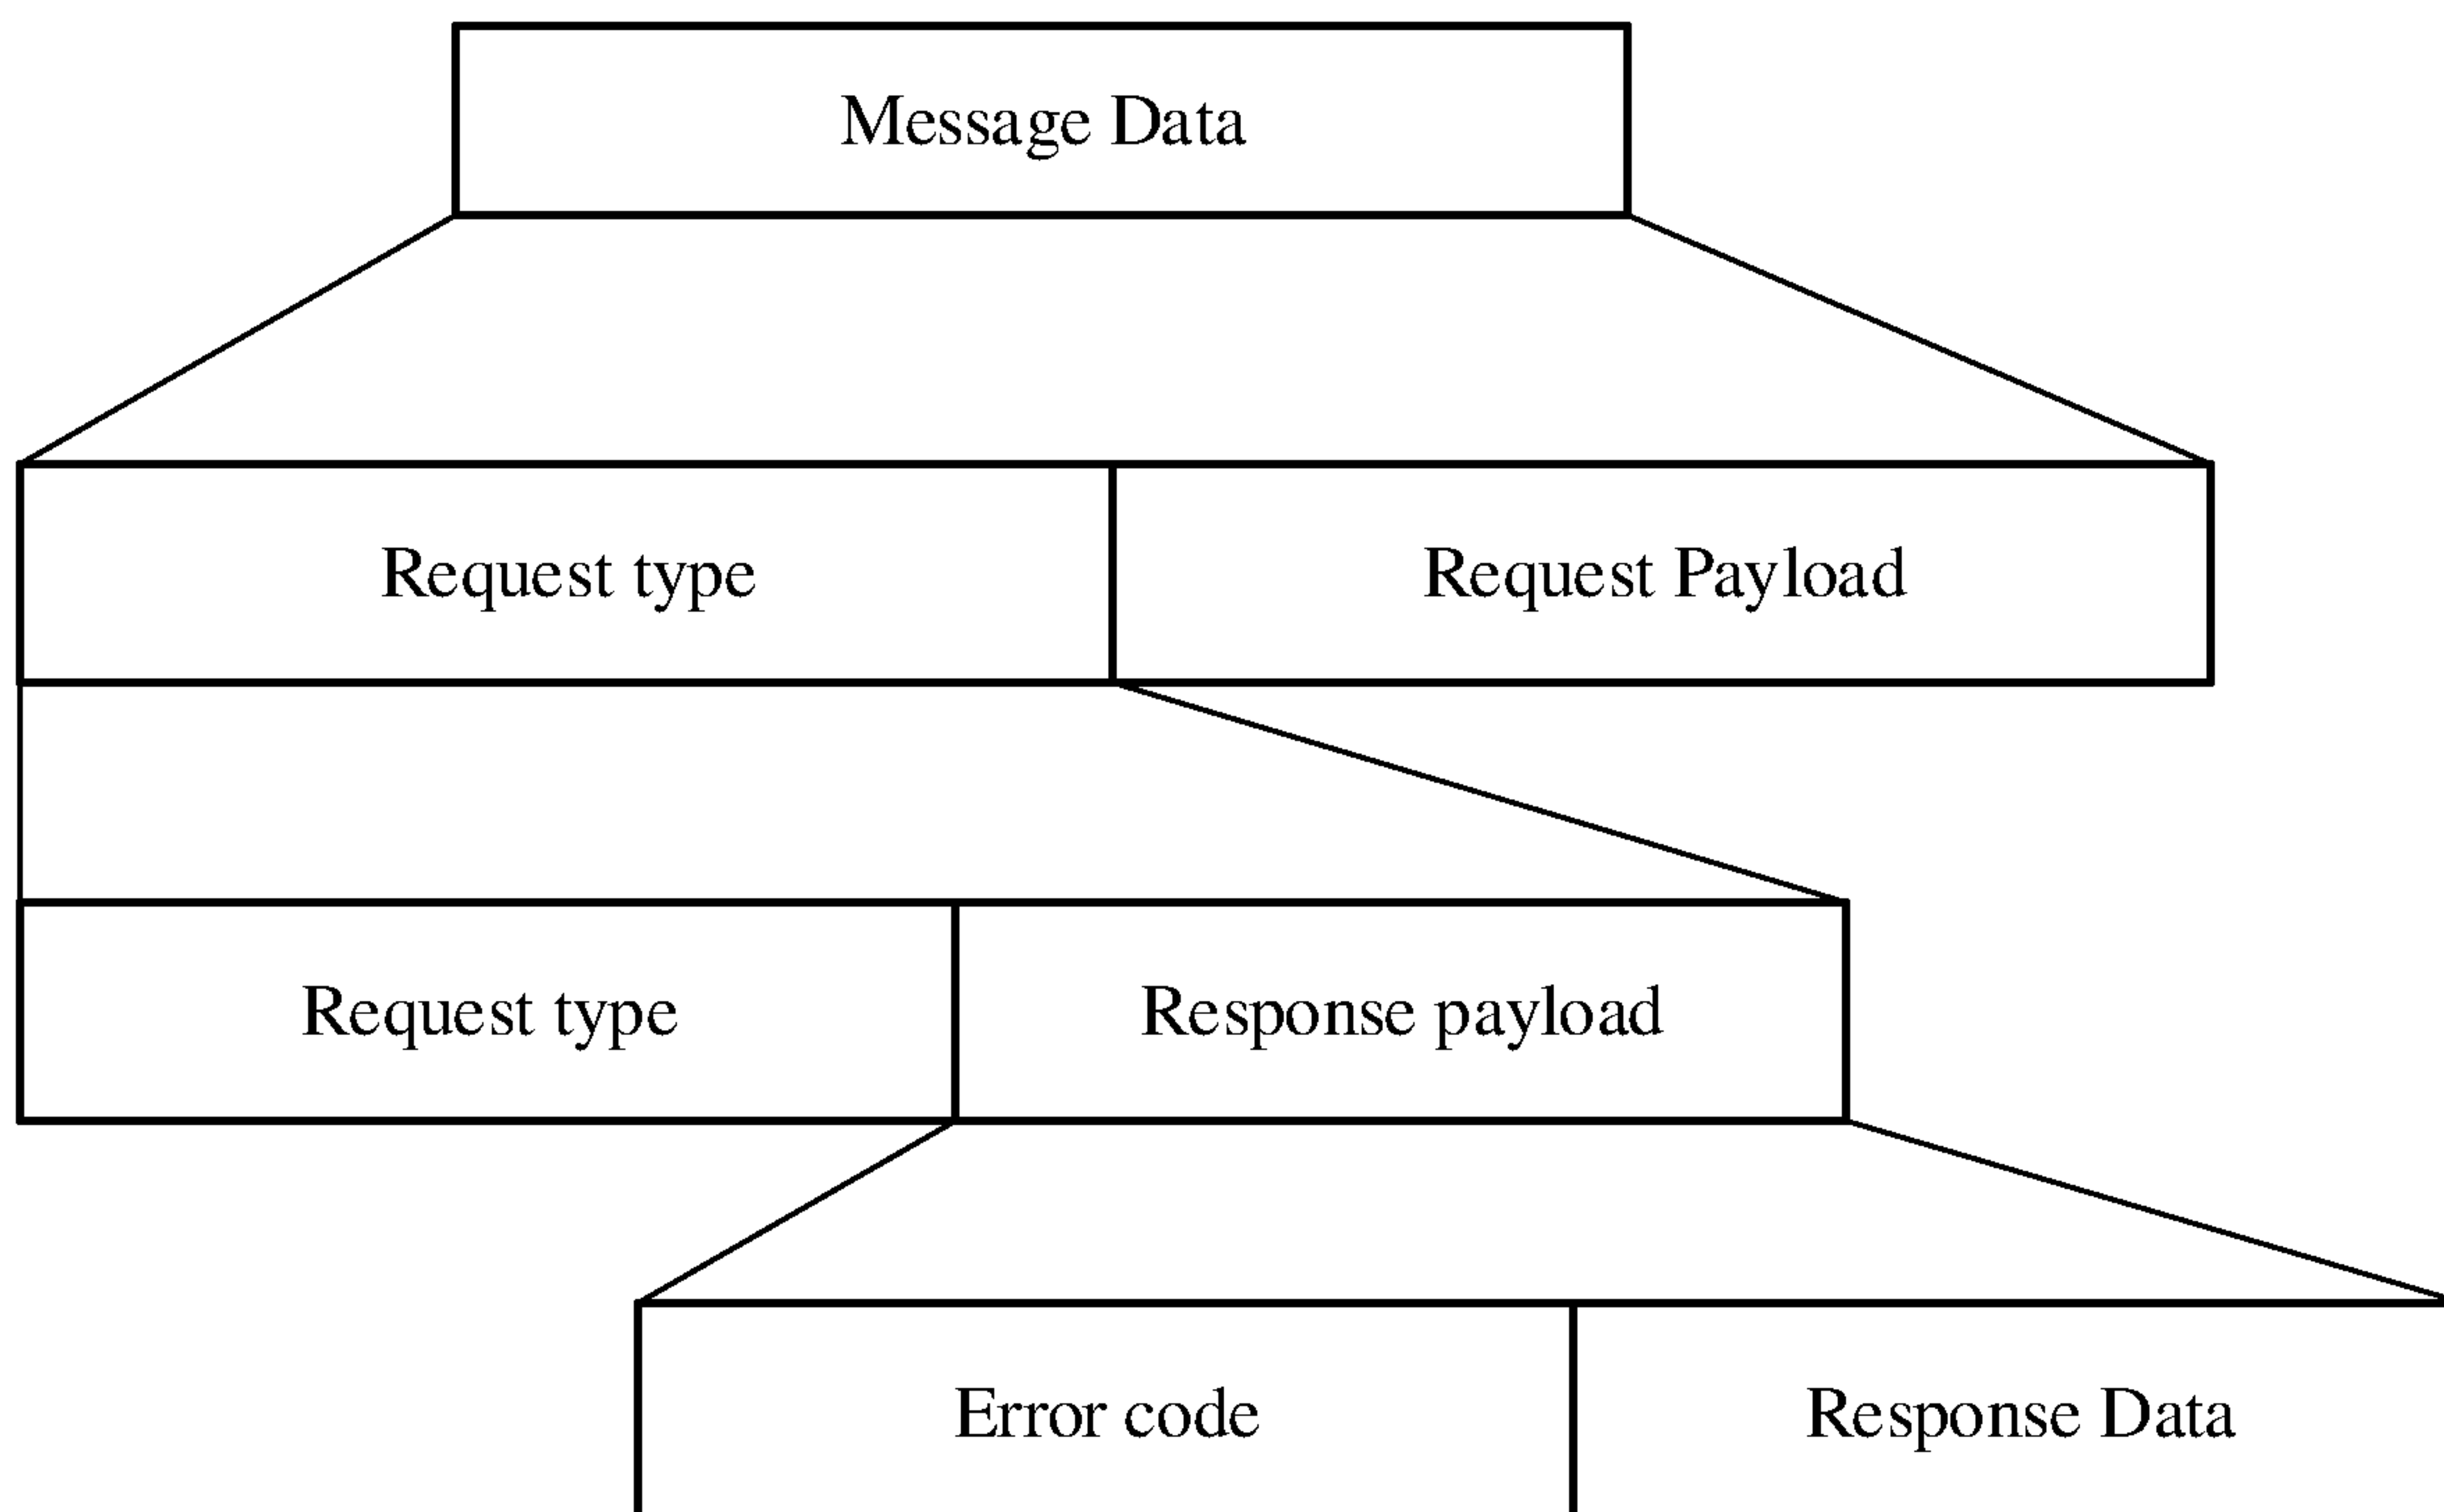 Message Data
Request type
Request Payload
Request type
Response payload
Error code
Response Data